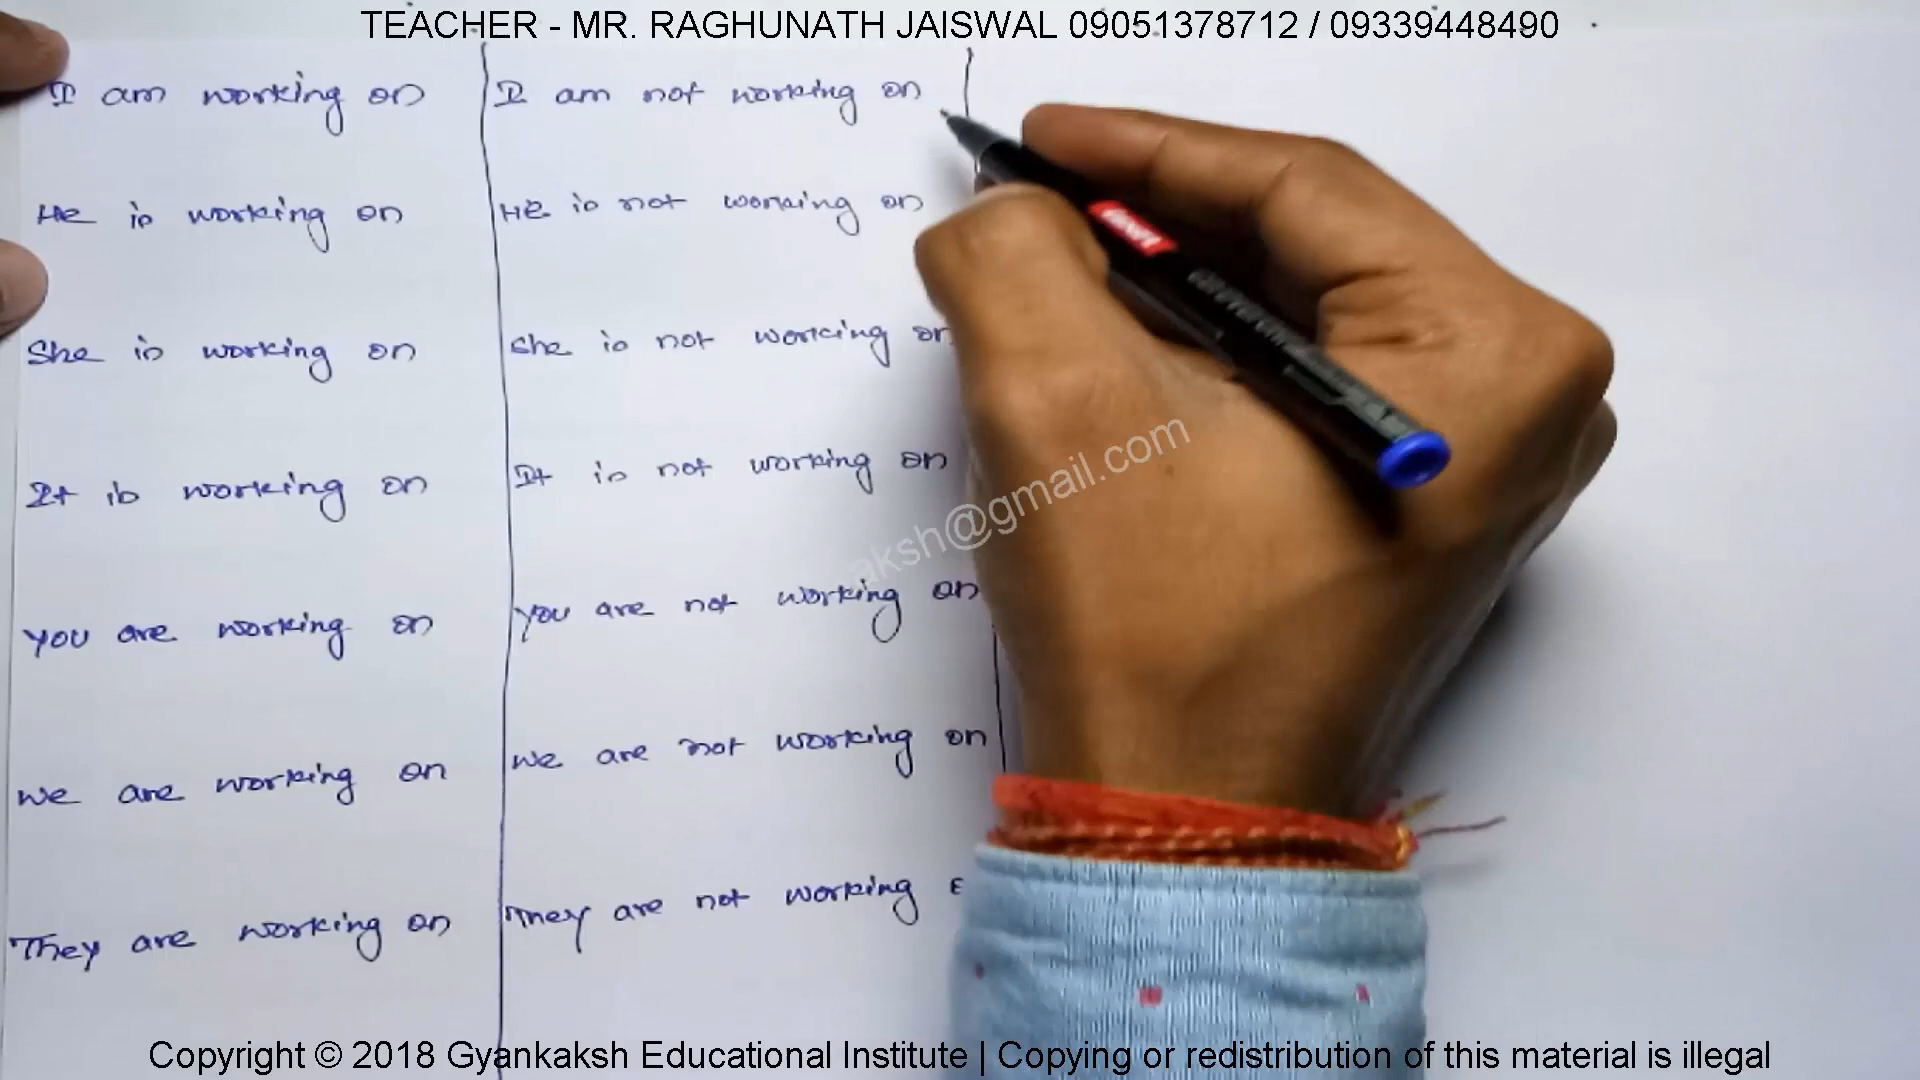 TEACHER - MR. RAGHUNATH JAISWAL 09051378712 / 09339448490
I am working on
I am not working on
He is working on
He is not working on
She is working on
She is not working on
It is working on
It is not working on
aksh@gmail.com
You are working on
You are not working on
We are working on
We are not working on
They are working on
They are not working
Copyright © 2018 Gyankaksh Educational Institute | Copying or redistribution of this material is illegal